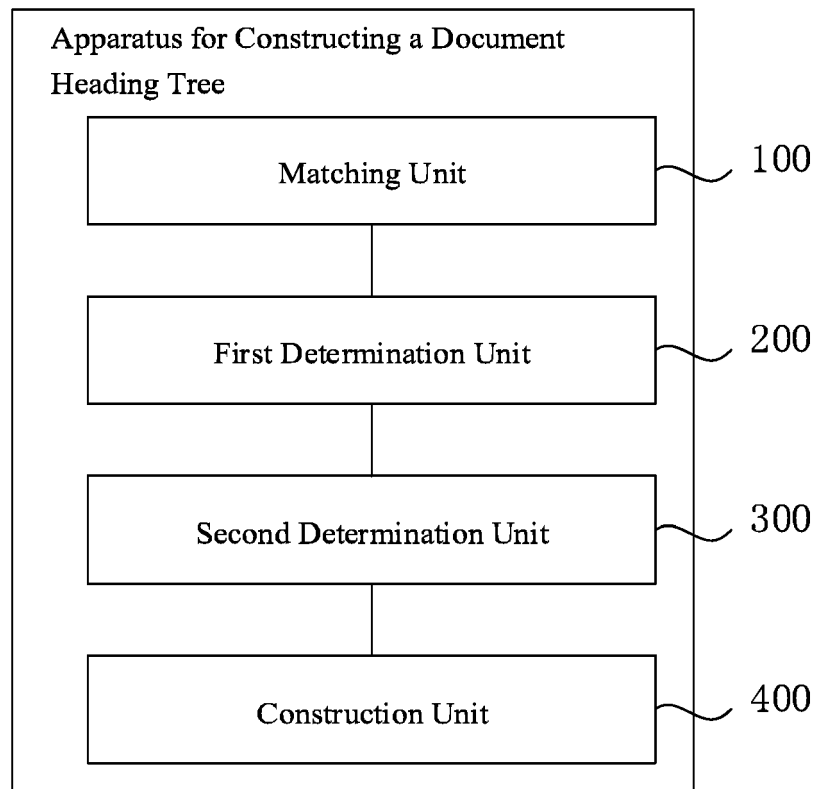 Apparatus for Constructing a Document
Heading Tree
Matching Unit
100
First Determination Unit
200
Second Determination Unit
300
Construction Unit
400